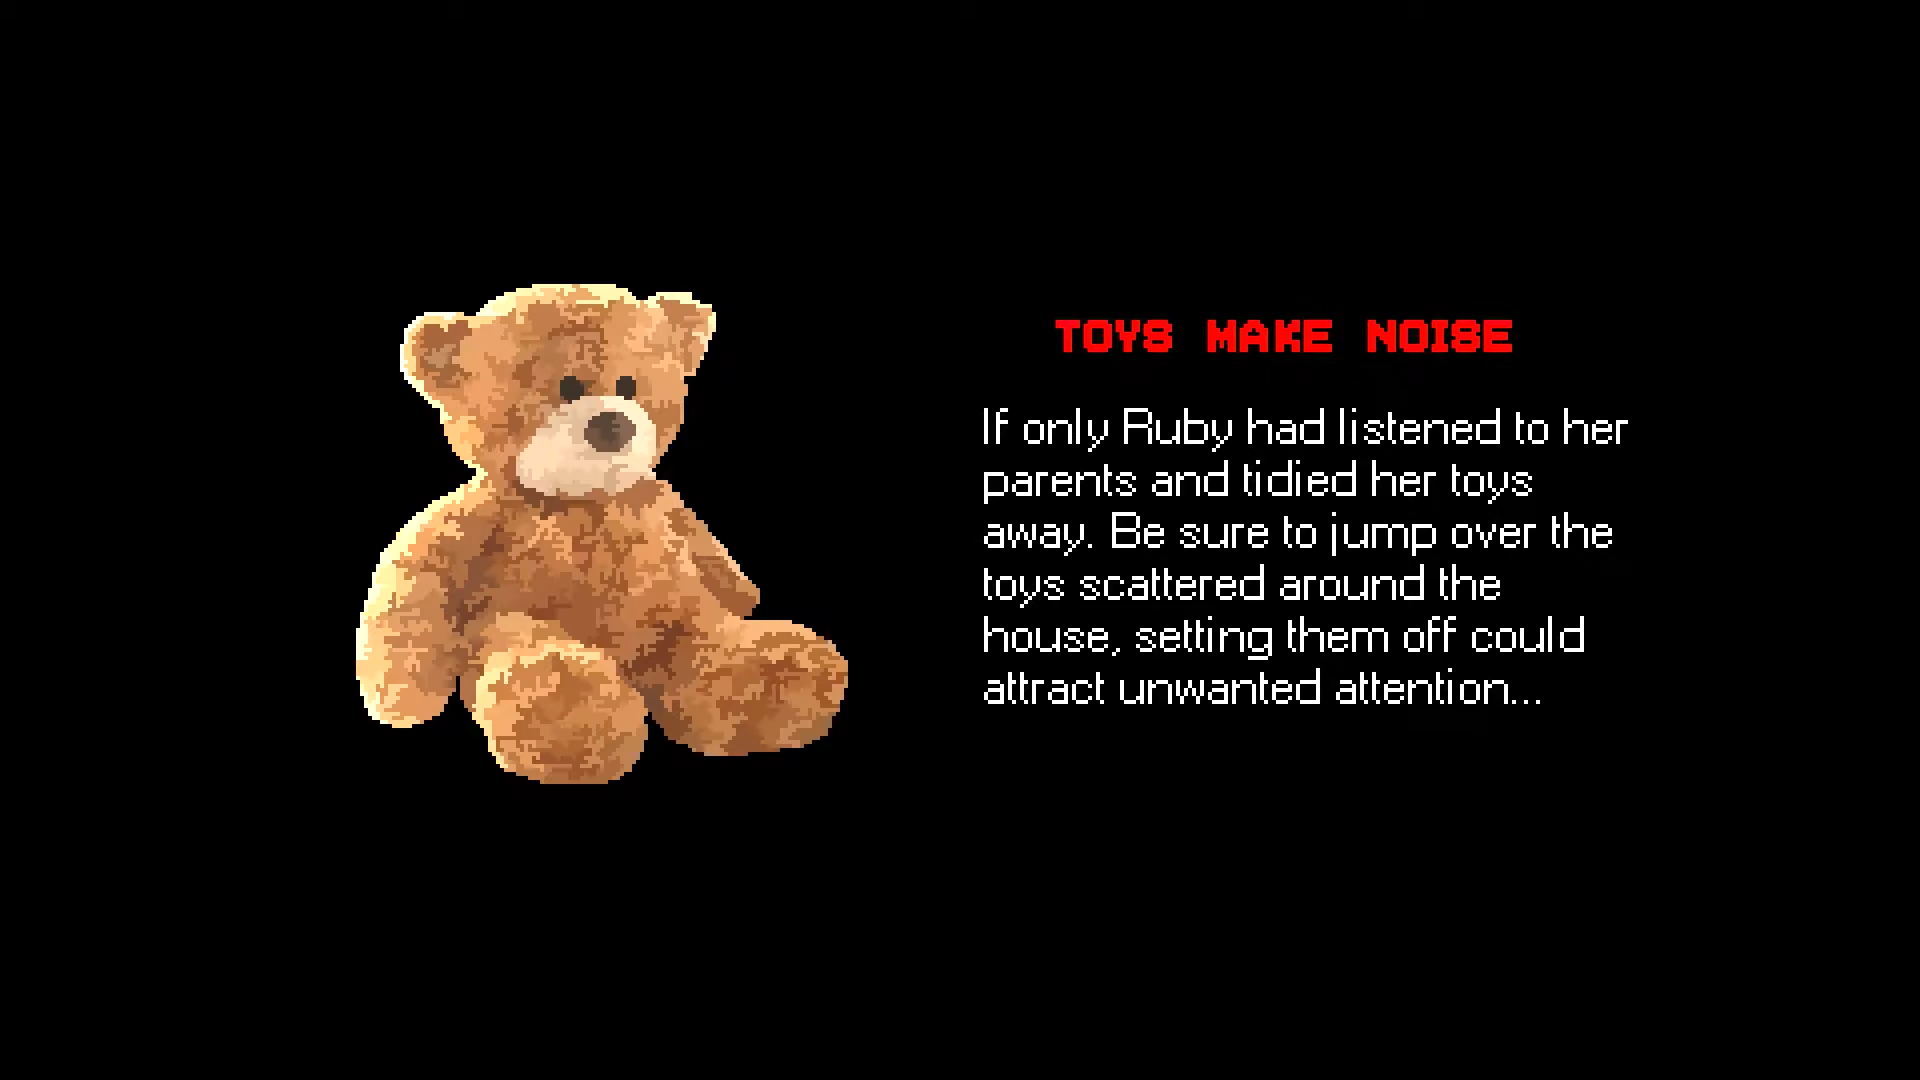 TOYS MAKE NOISE
If only Ruby had listened to her
parents and tidied her toys
away. Be sure to jump over the
toys scattered around the
house, setting them off could
attract unwanted attention...